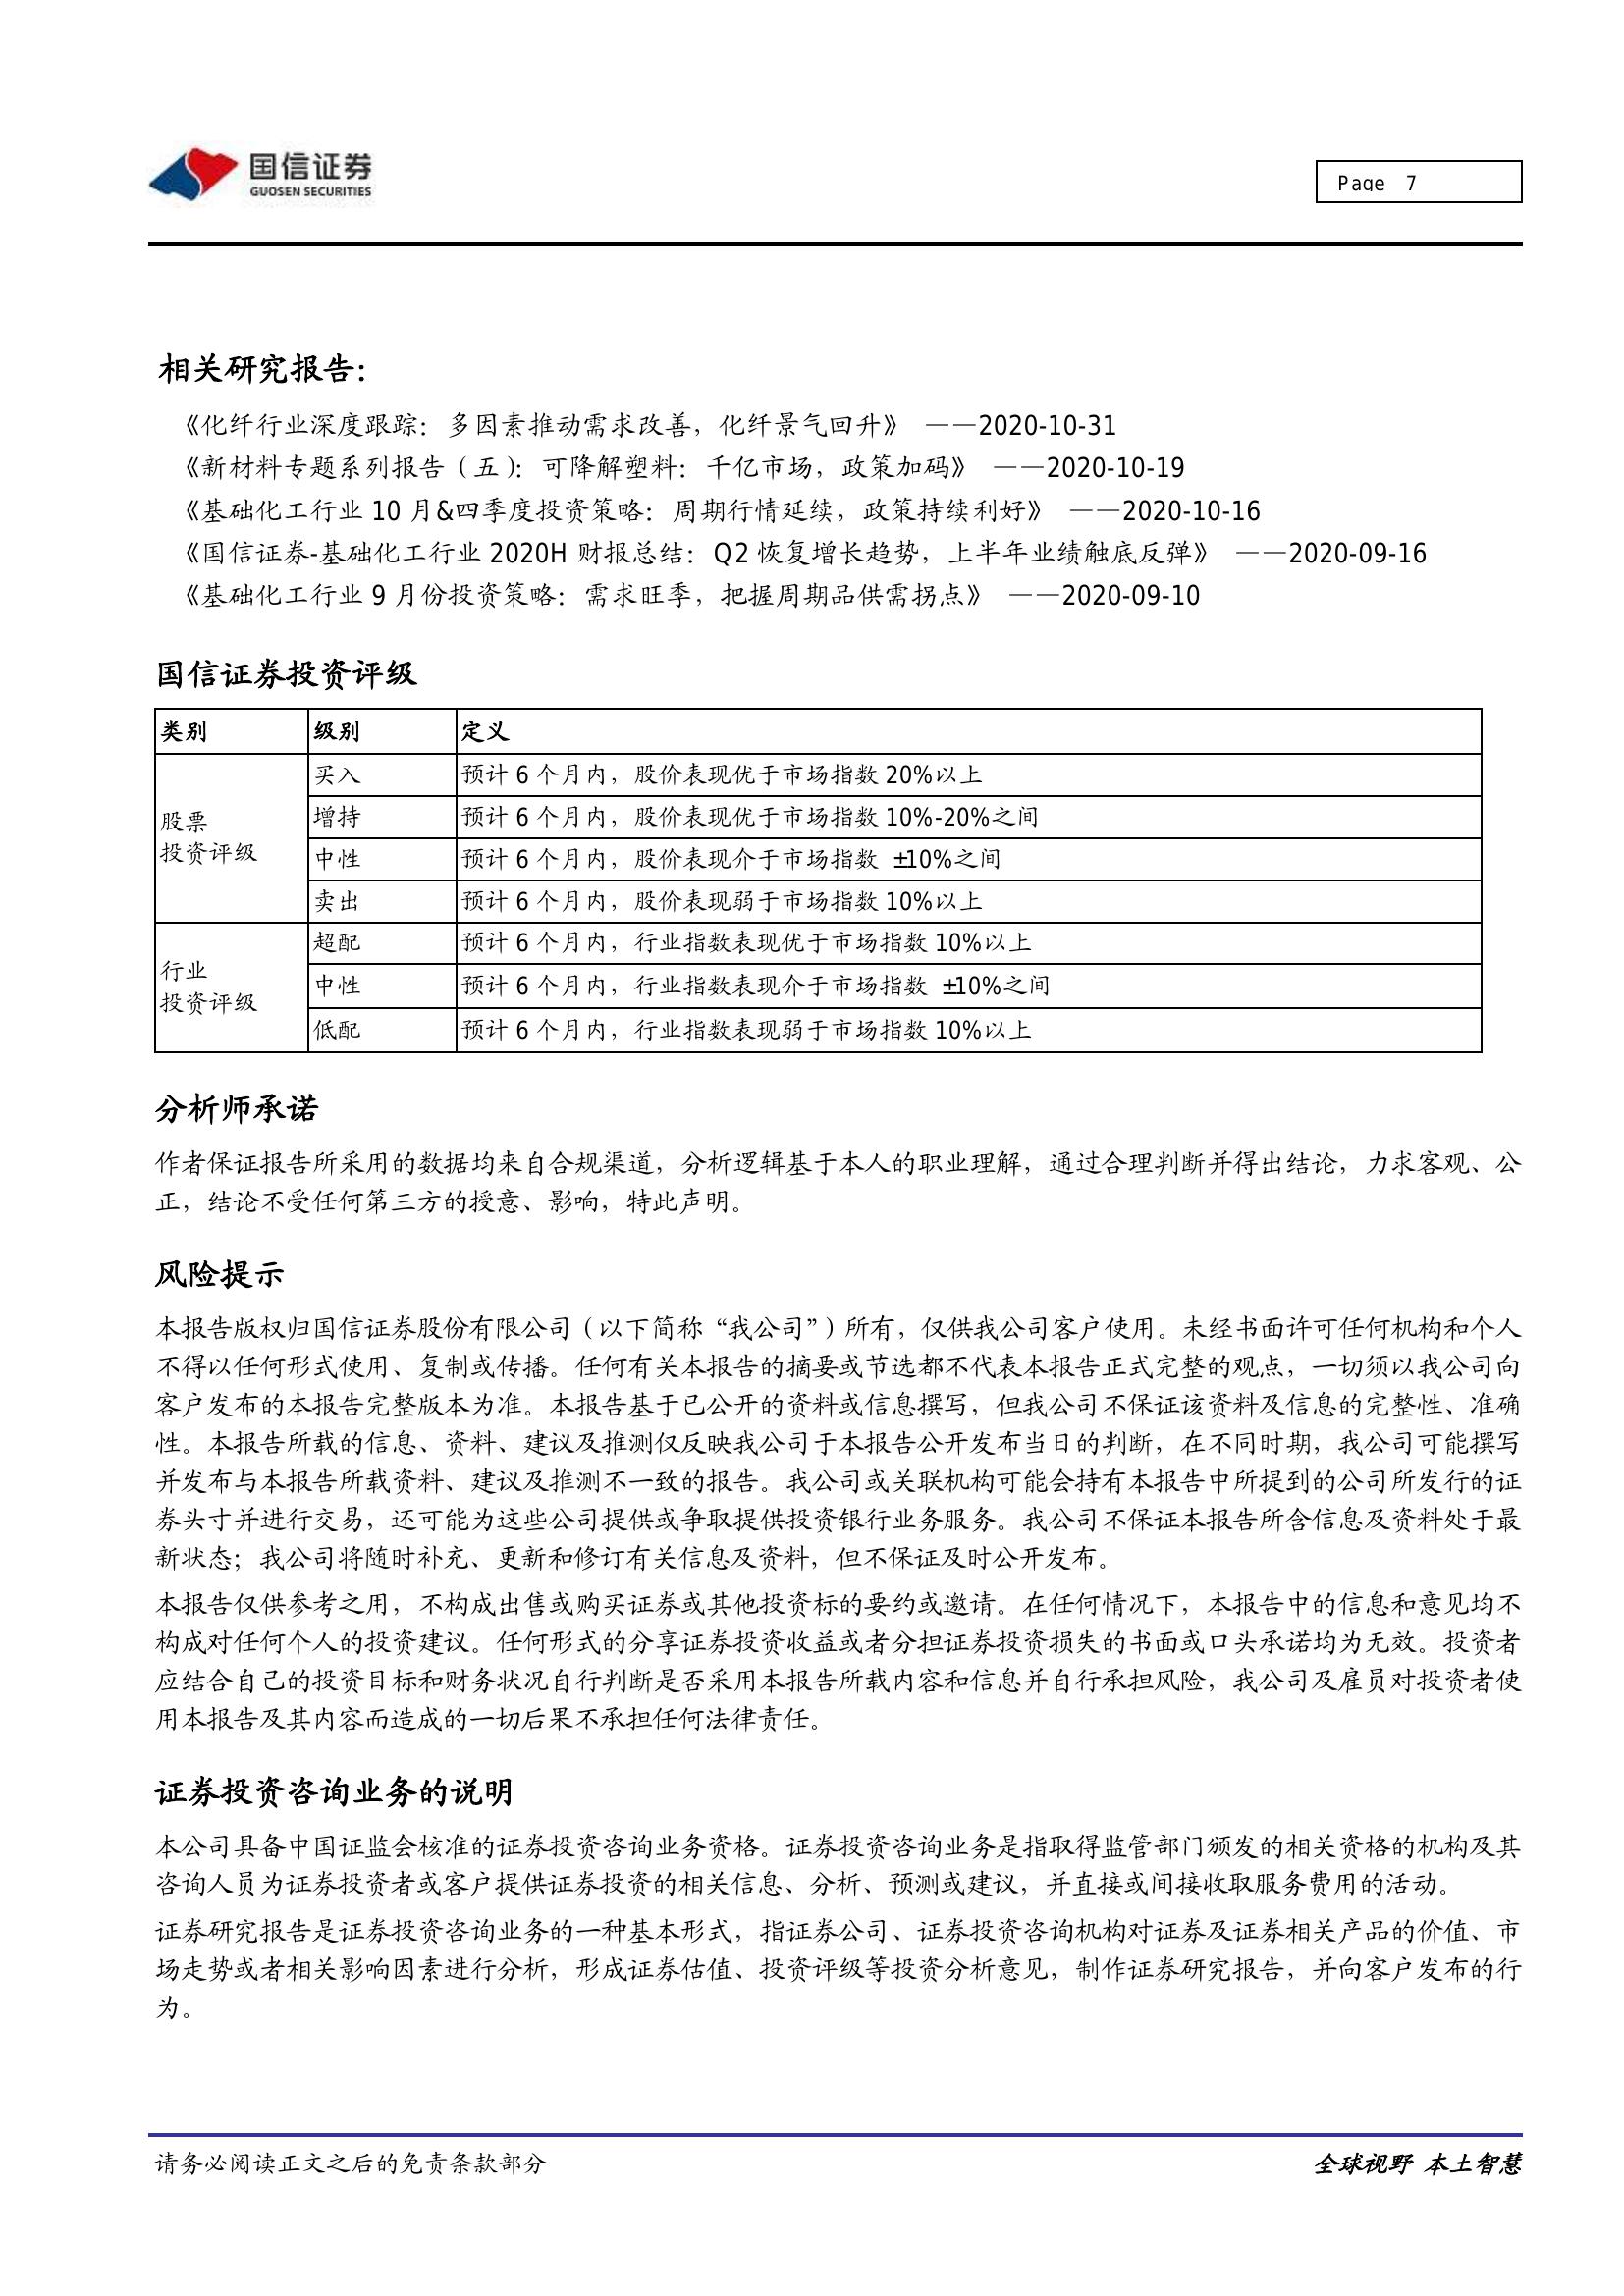 国信证券
GUOSEN SECURITIES
Page 7
相关研究报告：
《化纤行业深度跟踪：多因素推动需求改善，化纤景气回升》 ——2020-10-31
《新材料专题系列报告（五）：可降解塑料：千亿市场，政策加码》 ——2020-10-19
《基础化工行业 10 月&四季度投资策略：周期行情延续，政策持续利好》 ——2020-10-16
《国信证券-基础化工行业 2020H 财报总结：Q2 恢复增长趋势，上半年业绩触底反弹》 ——2020-09-16
《基础化工行业 9 月份投资策略：需求旺季，把握周期品供需拐点》 ——2020-09-10
国信证券投资评级
类别 级别 定义
股票
投资评级
买入 预计 6 个月内，股价表现优于市场指数 20%以上
增持 预计 6 个月内，股价表现优于市场指数 10%-20%之间
中性 预计 6 个月内，股价表现介于市场指数 ±10%之间
卖出 预计 6 个月内，股价表现弱于市场指数 10%以上
行业
投资评级
超配 预计 6 个月内，行业指数表现优于市场指数 10%以上
中性 预计 6 个月内，行业指数表现介于市场指数 ±10%之间
低配 预计 6 个月内，行业指数表现弱于市场指数 10%以上
分析师承诺
作者保证报告所采用的数据均来自合规渠道，分析逻辑基于本人的职业理解，通过合理判断并得出结论，力求客观、公
正，结论不受任何第三方的授意、影响，特此声明。
风险提示
本报告版权归国信证券股份有限公司（以下简称“我公司”）所有，仅供我公司客户使用。未经书面许可任何机构和个人
不得以任何形式使用、复制或传播。任何有关本报告的摘要或节选都不代表本报告正式完整的观点，一切须以我公司向
客户发布的本报告完整版本为准。本报告基于已公开的资料或信息撰写，但我公司不保证该资料及信息的完整性、准确
性。本报告所载的信息、资料、建议及推测仅反映我公司于本报告公开发布当日的判断，在不同时期，我公司可能撰写
并发布与本报告所载资料、建议及推测不一致的报告。我公司或关联机构可能会持有本报告中所提到的公司所发行的证
券头寸并进行交易，还可能为这些公司提供或争取提供投资银行业务服务。我公司不保证本报告所含信息及资料处于最
新状态；我公司将随时补充、更新和修订有关信息及资料，但不保证及时公开发布。
本报告仅供参考之用，不构成出售或购买证券或其他投资标的要约或邀请。在任何情况下，本报告中的信息和意见均不
构成对任何个人的投资建议。任何形式的分享证券投资收益或者分担证券投资损失的书面或口头承诺均为无效。投资者
应结合自己的投资目标和财务状况自行判断是否采用本报告所载内容和信息并自行承担风险，我公司及雇员对投资者使
用本报告及其内容而造成的一切后果不承担任何法律责任。
证券投资咨询业务的说明
本公司具备中国证监会核准的证券投资咨询业务资格。证券投资咨询业务是指取得监管部门颁发的相关资格的机构及其
咨询人员为证券投资者或客户提供证券投资的相关信息、分析、预测或建议，并直接或间接收取服务费用的活动。
证券研究报告是证券投资咨询业务的一种基本形式，指证券公司、证券投资咨询机构对证券及证券相关产品的价值、市
场走势或者相关影响因素进行分析，形成证券估值、投资评级等投资分析意见，制作证券研究报告，并向客户发布的行
为。
请务必阅读正文之后的免责条款部分
全球视野 本土智慧